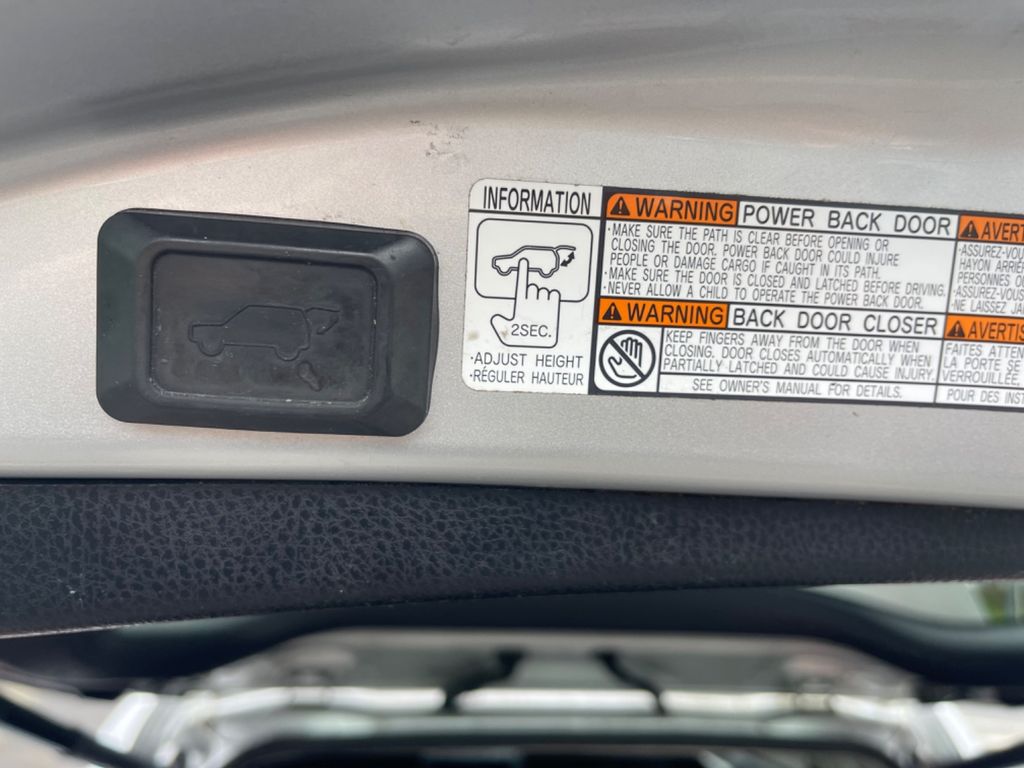 INFORMATION
2SEC.
·ADJUST HEIGHT
·RÉGULER HAUTEUR
WARNING POWER BACK DOOR
·MAKE SURE THE PATH IS CLEAR BEFORE OPENING OR
CLOSING THE DOOR. POWER BACK DOOR COULD INJURE
PEOPLE OR DAMAGE CARGO IF CAUGHT IN ITS PATH.
·MAKE SURE THE DOOR IS CLOSED AND LATCHED BEFORE DRIVING.
·NEVER ALLOW A CHILD TO OPERATE THE POWER BACK DOOR.
WARNING BACK DOOR CLOSER
KEEP FINGERS AWAY FROM THE DOOR WHEN
CLOSING. DOOR CLOSES AUTOMATICALLY WHEN
PARTIALLY LATCHED AND COULD CAUSE INJURY.
SEE OWNER'S MANUAL FOR DETAILS.
AVERT
·ASSUREZ-VOU
HAYON ARRIÈ
PERSONNES O
·ASSUREZ-VOUS
·NE LAISSEZ JA
AVERTIS
FAITES ATTEN
LA PORTE SE
VERROUILLÉE,
POUR DES INST